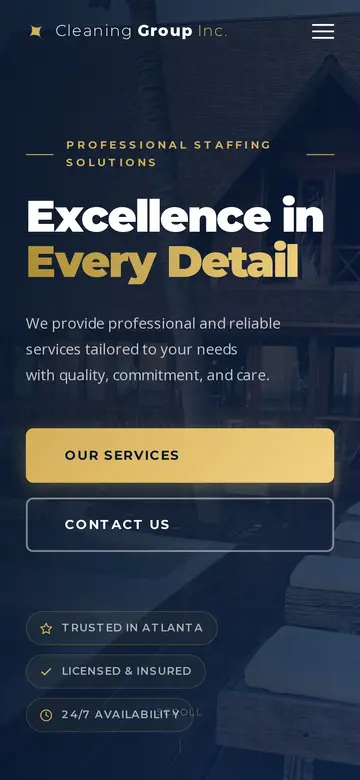 Cleaning Group Inc.
PROFESSIONAL STAFFING
SOLUTIONS
Excellence in
Every Detail
We provide professional and reliable
services tailored to your needs
with quality, commitment, and care.
OUR SERVICES
CONTACT US
TRUSTED IN ATLANTA
LICENSED & INSURED
24/7 AVAILABILITY
SCROLL